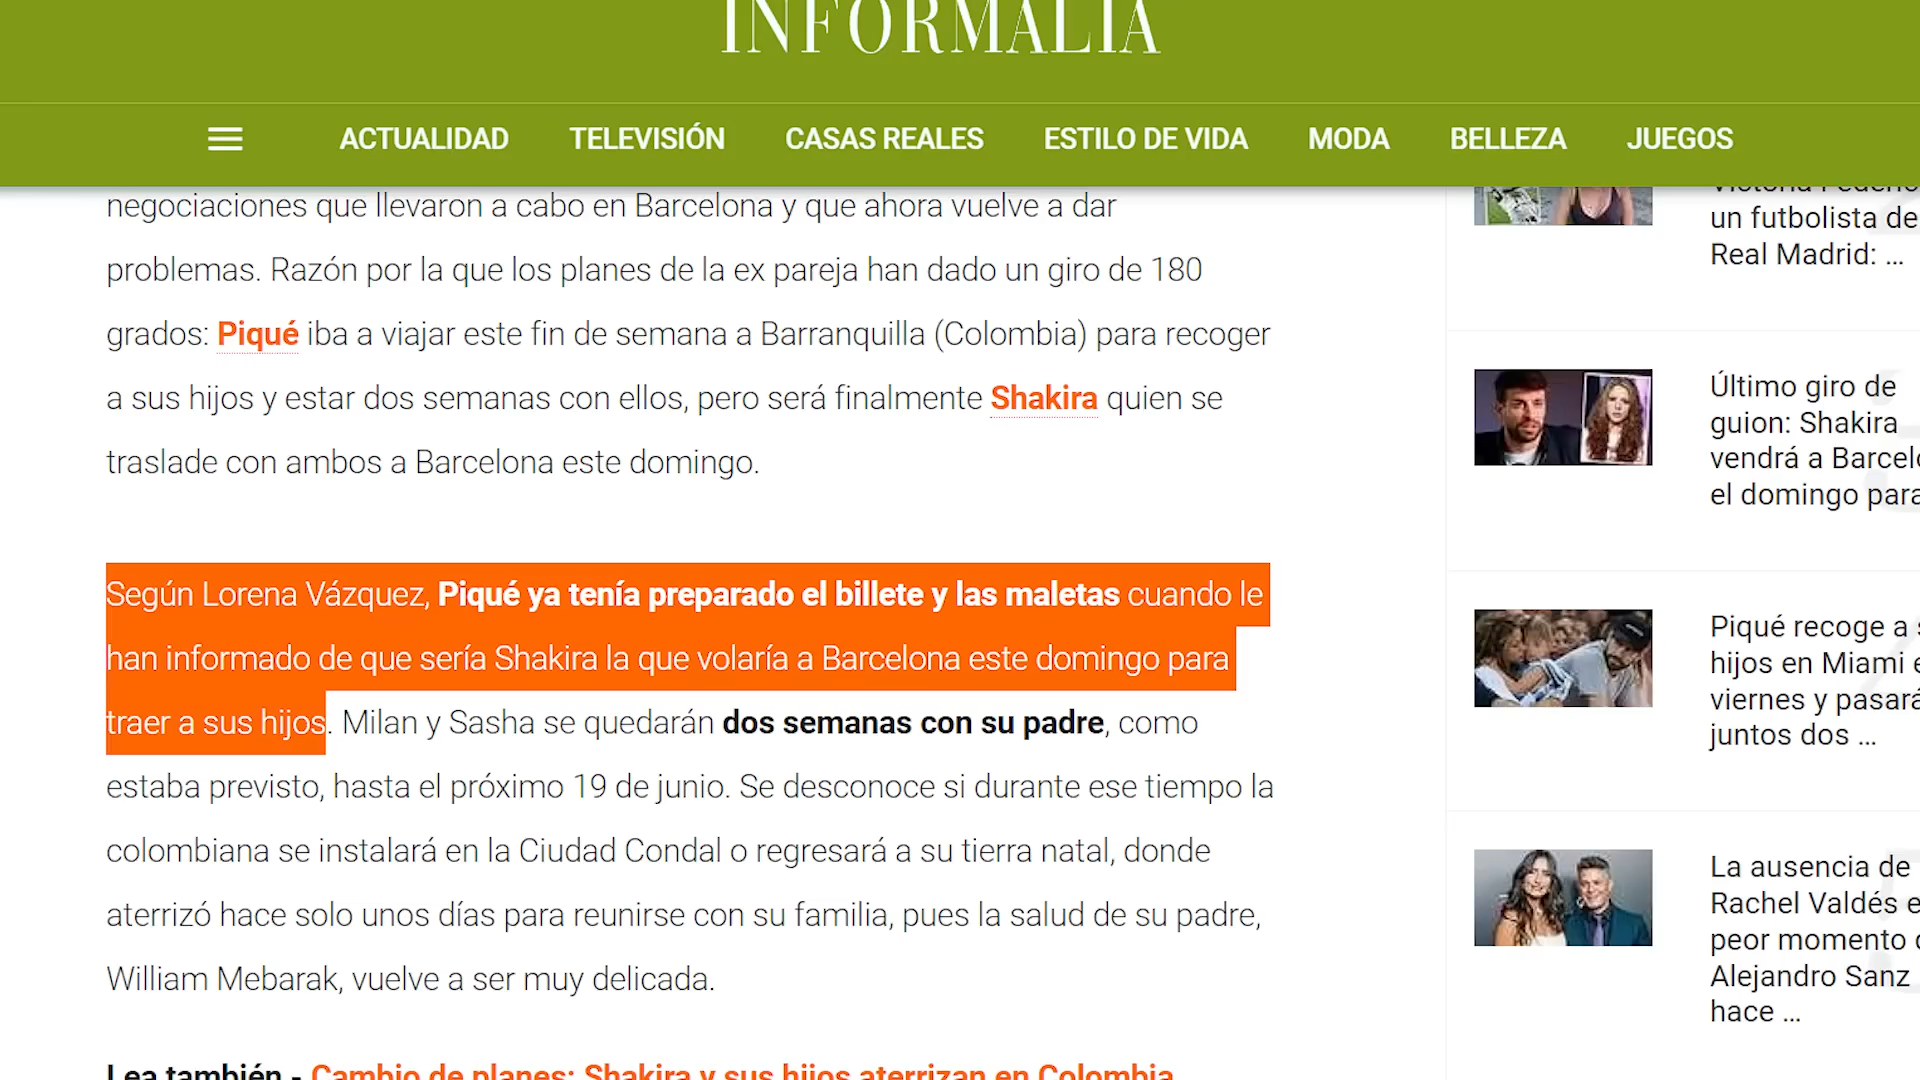 INFORMALIA
ACTUALIDAD TELEVISIÓN CASAS REALES ESTILO DE VIDA MODA BELLEZA JUEGOS
negociaciones que llevaron a cabo en Barcelona y que ahora vuelve a dar
problemas. Razón por la que los planes de la ex pareja han dado un giro de 180
grados: Piqué iba a viajar este fin de semana a Barranquilla (Colombia) para recoger
a sus hijos y estar dos semanas con ellos, pero será finalmente Shakira quien se
traslade con ambos a Barcelona este domingo.
Según Lorena Vázquez, Piqué ya tenía preparado el billete y las maletas cuando le
han informado de que sería Shakira la que volaría a Barcelona este domingo para
traer a sus hijos. Milan y Sasha se quedarán dos semanas con su padre, como
estaba previsto, hasta el próximo 19 de junio. Se desconoce si durante ese tiempo la
colombiana se instalará en la Ciudad Condal o regresará a su tierra natal, donde
aterrizó hace solo unos días para reunirse con su familia, pues la salud de su padre,
William Mebarak, vuelve a ser muy delicada.
Lea también - Cambio de planes: Shakira y sus hijos aterrizan en Colombia
un futbolista de
Real Madrid: ...
Último giro de
guion: Shakira
vendrá a Barcel
el domingo para
Piqué recoge a
hijos en Miami
viernes y pasar
juntos dos ...
La ausencia de
Rachel Valdés e
peor momento
Alejandro Sanz
hace ...